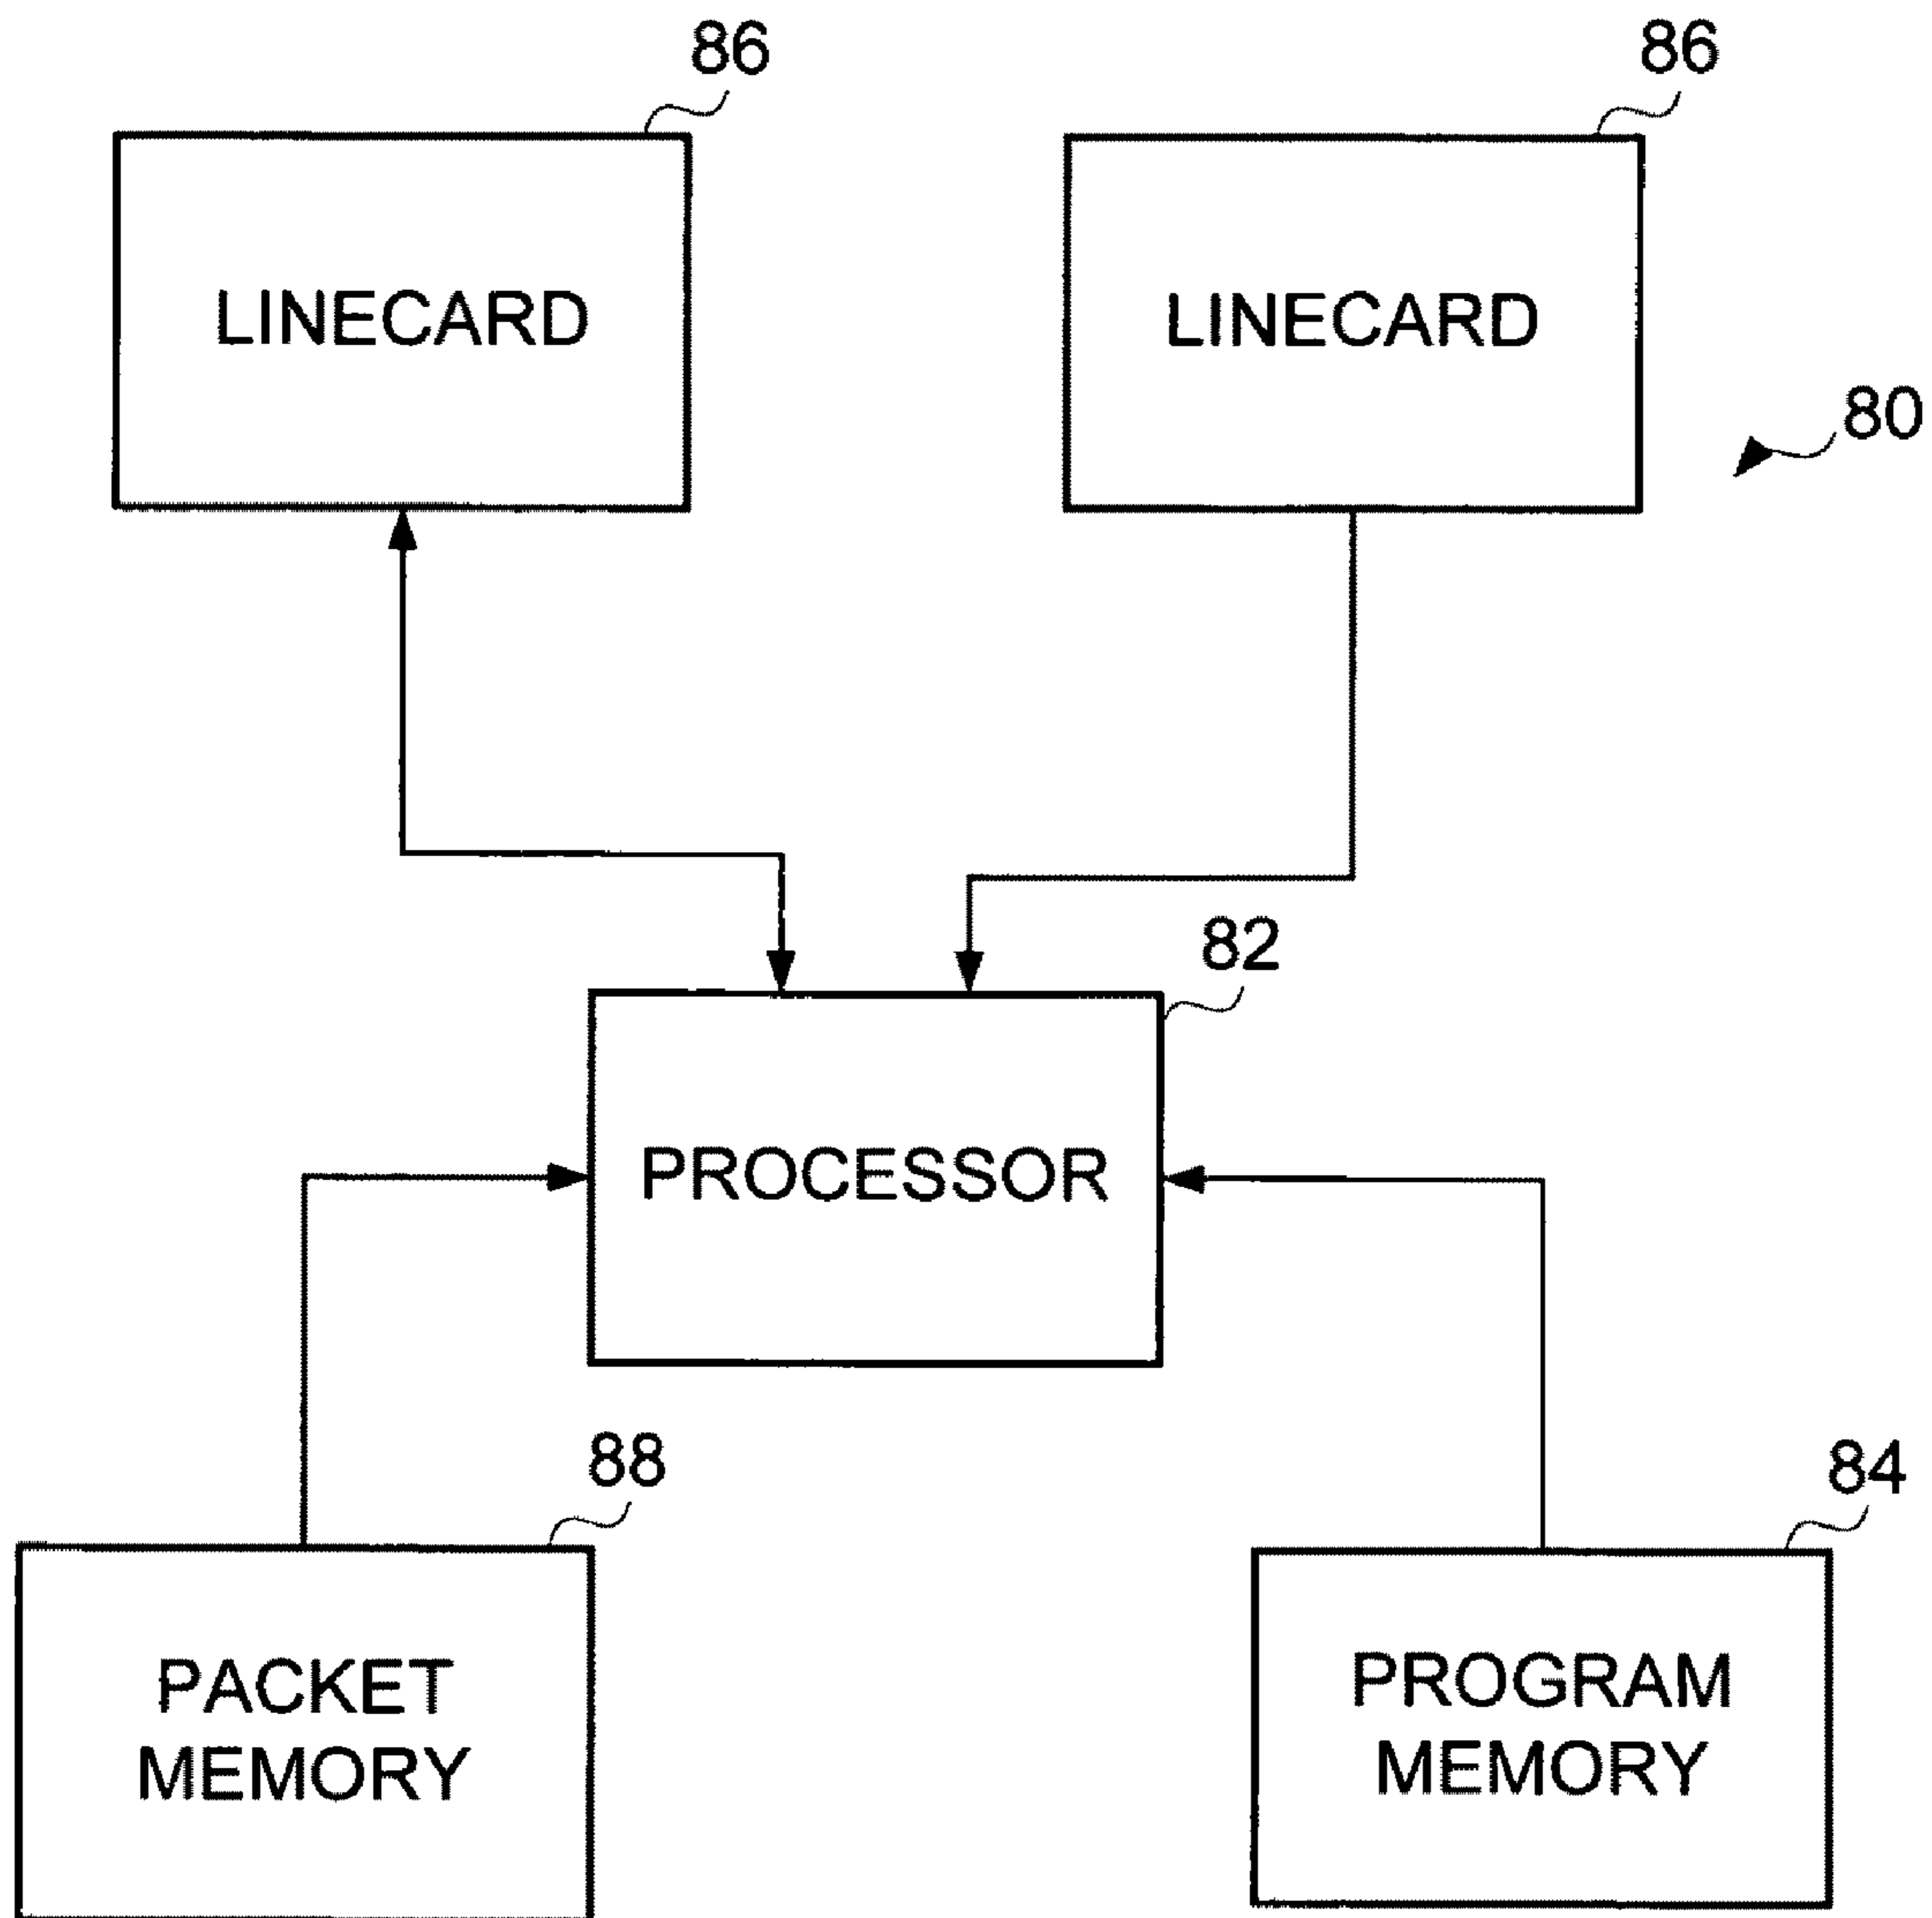 86
86
LINECARD
LINECARD
80
82
PROCESSOR
88
84
PACKET
MEMORY
PROGRAM
MEMORY